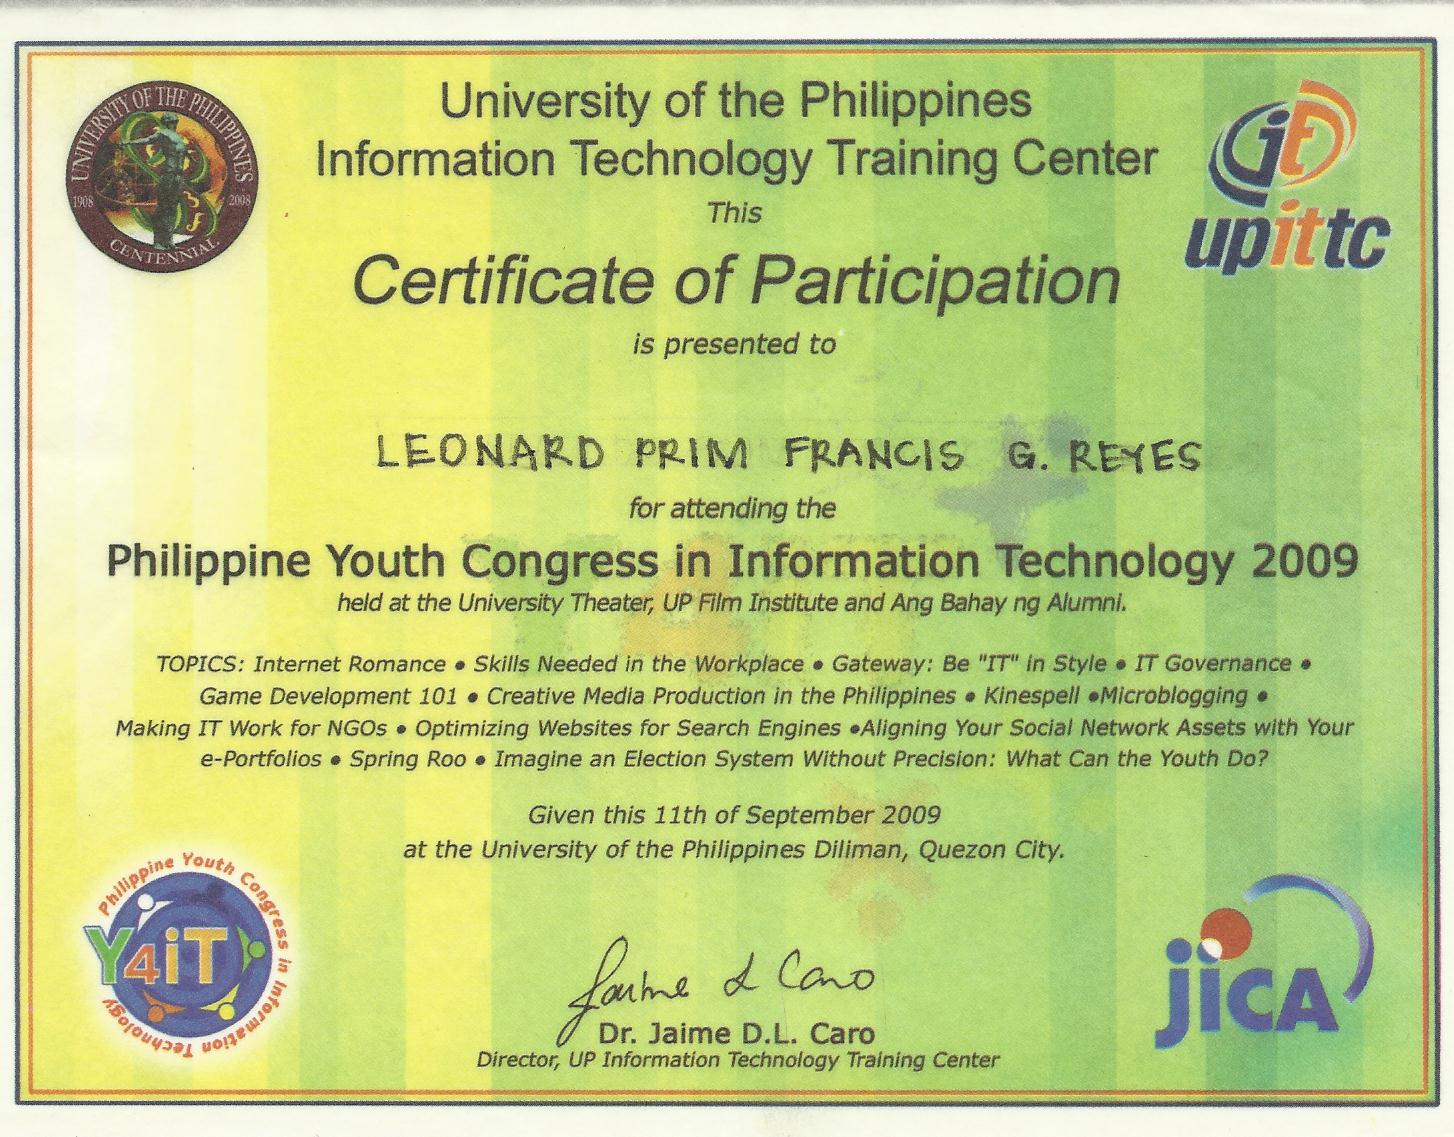 UNIVERSITY OF THE PHILIPPINES
1908 2008
CENTENNIAL
University of the Philippines
Information Technology Training Center
upittc
This
Certificate of Participation
is presented to
LEONARD PRIM FRANCIS G. REYES
for attending the
Philippine Youth Congress in Information Technology 2009
held at the University Theater, UP Film Institute and Ang Bahay ng Alumni.
TOPICS: Internet Romance • Skills Needed in the Workplace • Gateway: Be "IT" in Style • IT Governance •
Game Development 101 • Creative Media Production in the Philippines • Kinespell •Microblogging •
Making IT Work for NGOs • Optimizing Websites for Search Engines •Aligning Your Social Network Assets with Your
e-Portfolios • Spring Roo • Imagine an Election System Without Precision: What Can the Youth Do?
Given this 11th of September 2009
at the University of the Philippines Diliman, Quezon City.
Philippine Youth Congress in Information Technology
Y4iT
jICA
Jaime L Caro
Dr. Jaime D.L. Caro
Director, UP Information Technology Training Center